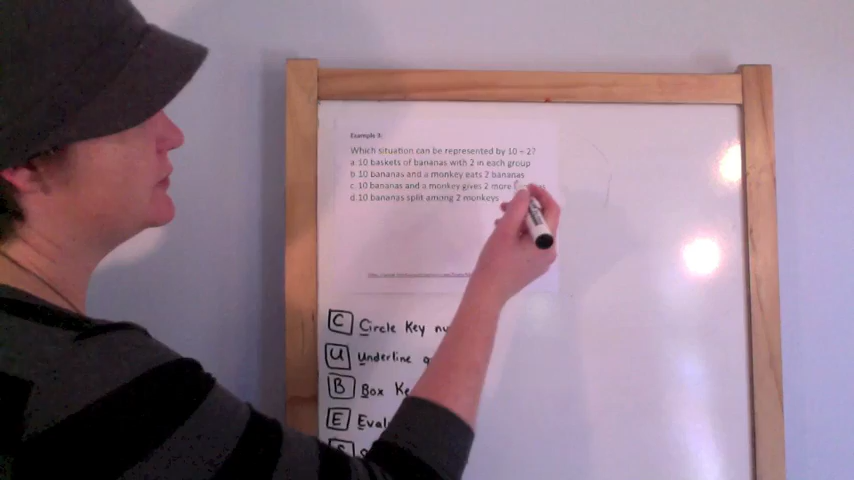 Example 3:
Which situation can be represented by 10 ÷ 2?
a. 10 baskets of bananas with 2 in each group
b. 10 bananas and a monkey eats 2 bananas
c. 10 bananas and a monkey gives 2 more
d. 10 bananas split among 2 monkeys
C Circle Key
U Underline
B Box
E